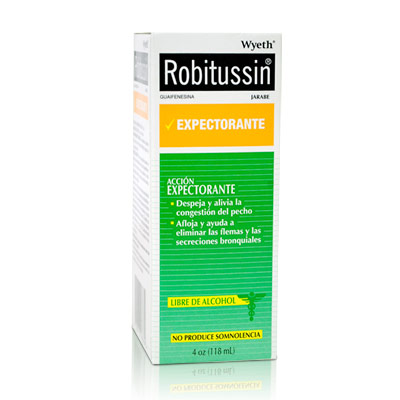 Wyeth®
Robitussin®
GUAIFENESINA JARABE
✓EXPECTORANTE
ACCIÓN
EXPECTORANTE
• Despeja y alivia la
congestión del pecho
• Afloja y ayuda a
eliminar las flemas y las
secreciones bronquiales
LIBRE DE ALCOHOL
NO PRODUCE SOMNOLENCIA
4 oz (118 mL)